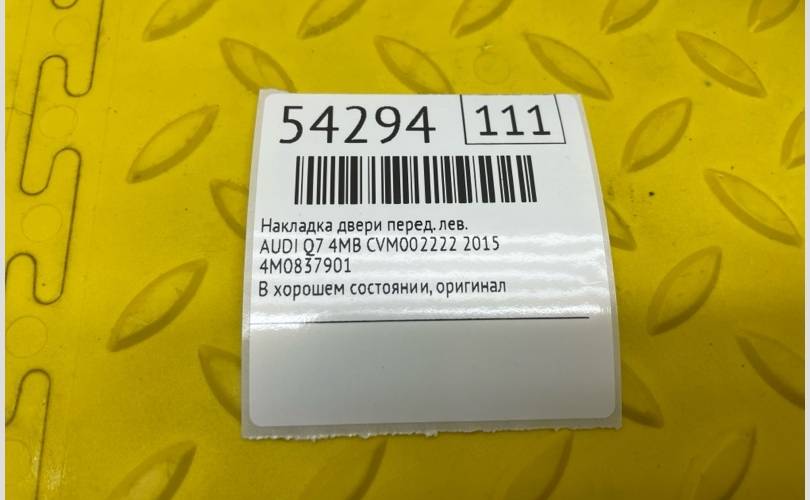 54294 111
Накладка двери перед. лев.
AUDI Q7 4MB CVM002222 2015
4M0837901
В хорошем состоянии, оригинал